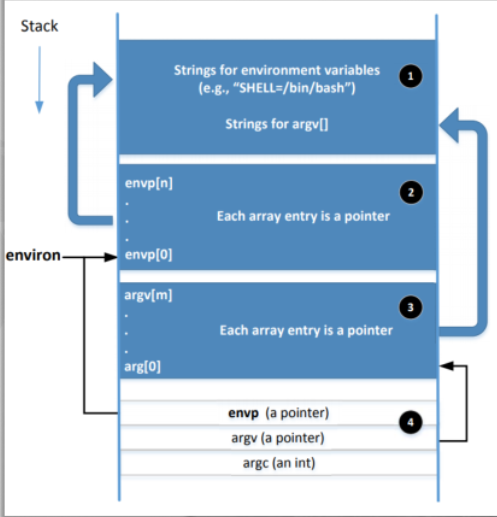 Stack
Strings for environment variables
(e.g., “SHELL=/bin/bash”)
1
Strings for argv[]
envp[n]
.
.
.
envp[0]
Each array entry is a pointer
2
environ
argv[m]
.
.
.
arg[0]
Each array entry is a pointer
3
envp (a pointer)
4
argv (a pointer)
argc (an int)